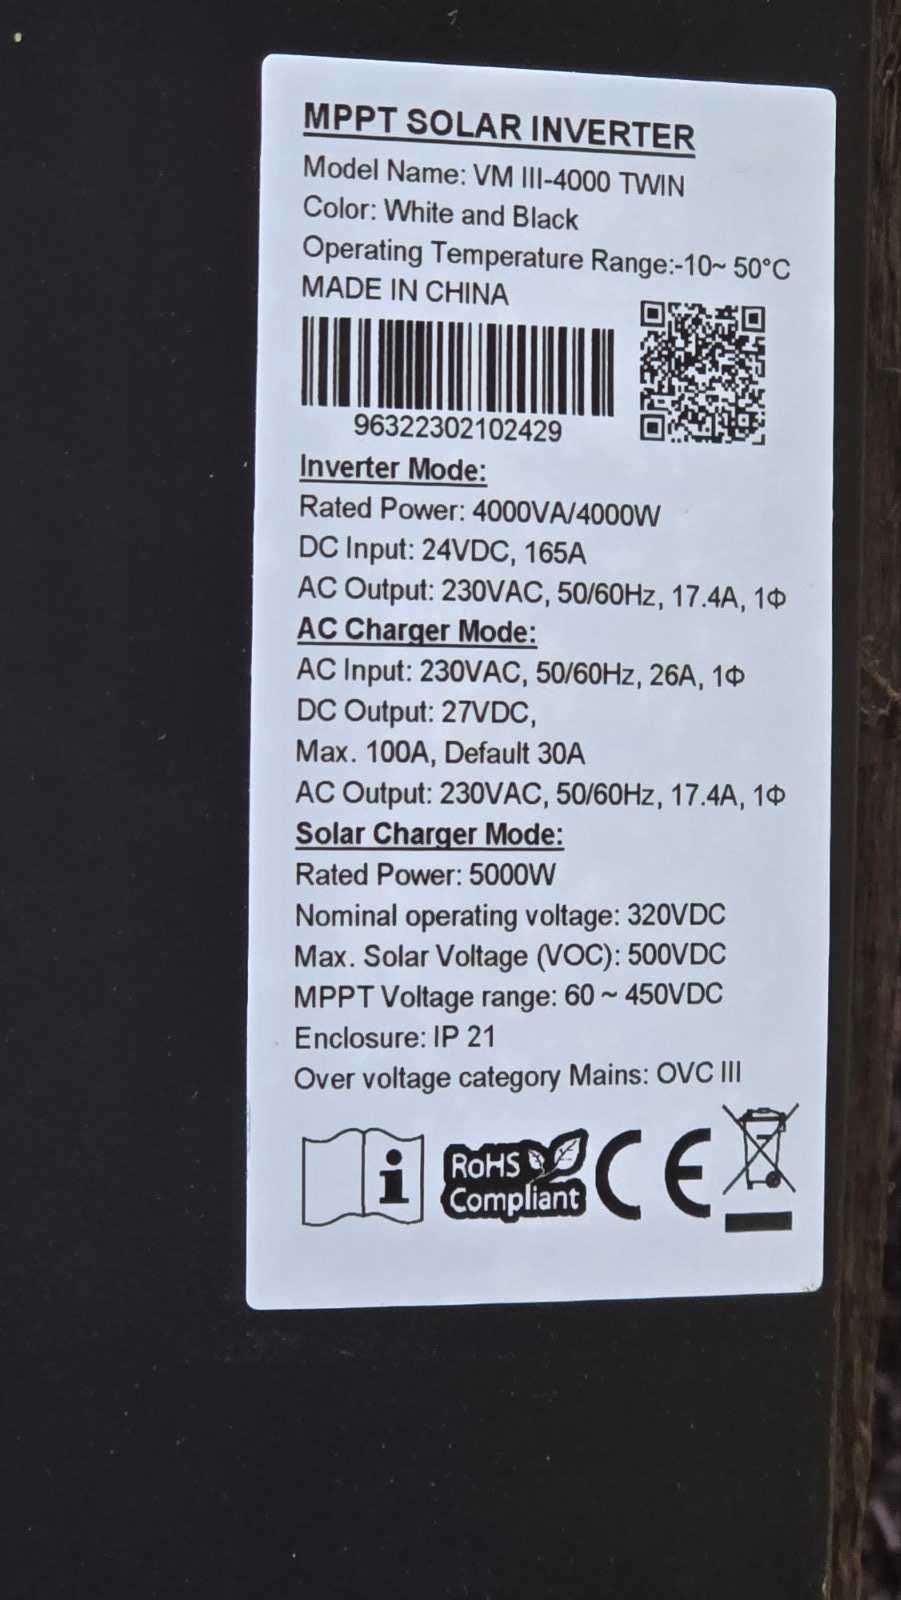 MPPT SOLAR INVERTER
Model Name: VM III-4000 TWIN
Color: White and Black
Operating Temperature Range:-10~ 50°C
MADE IN CHINA
96322302102429
Inverter Mode:
Rated Power: 4000VA/4000W
DC Input: 24VDC, 165A
AC Output: 230VAC, 50/60Hz, 17.4A, 1Φ
AC Charger Mode:
AC Input: 230VAC, 50/60Hz, 26A, 1Φ
DC Output: 27VDC,
Max. 100A, Default 30A
AC Output: 230VAC, 50/60Hz, 17.4A, 1Φ
Solar Charger Mode:
Rated Power: 5000W
Nominal operating voltage: 320VDC
Max. Solar Voltage (VOC): 500VDC
MPPT Voltage range: 60 ~ 450VDC
Enclosure: IP 21
Over voltage category Mains: OVC III
i
RoHS
Compliant
CE